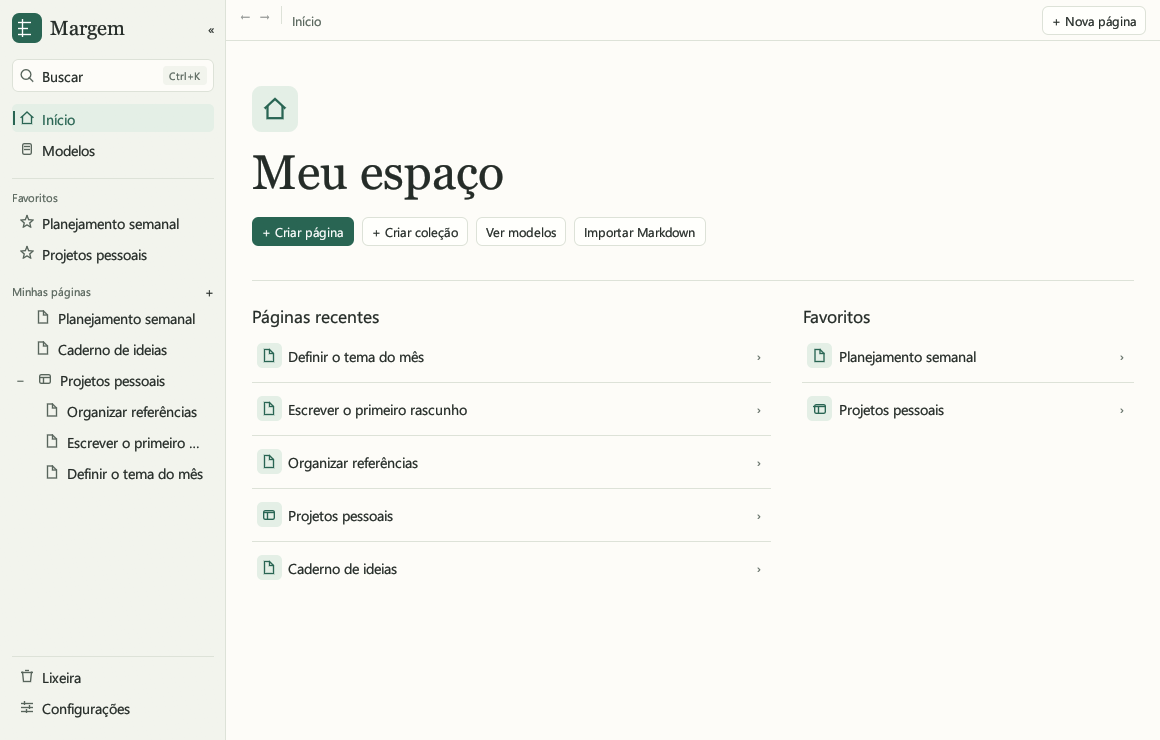 Margem
«
Buscar
Ctrl+K
Início
Modelos
Favoritos
Planejamento semanal
Projetos pessoais
Minhas páginas +
Planejamento semanal
Caderno de ideias
− Projetos pessoais
Organizar referências
Escrever o primeiro ...
Definir o tema do mês
Lixeira
Configurações
← → Início
+ Nova página
Meu espaço
+ Criar página
+ Criar coleção
Ver modelos
Importar Markdown
Páginas recentes
Definir o tema do mês ›
Escrever o primeiro rascunho ›
Organizar referências ›
Projetos pessoais ›
Caderno de ideias ›
Favoritos
Planejamento semanal ›
Projetos pessoais ›